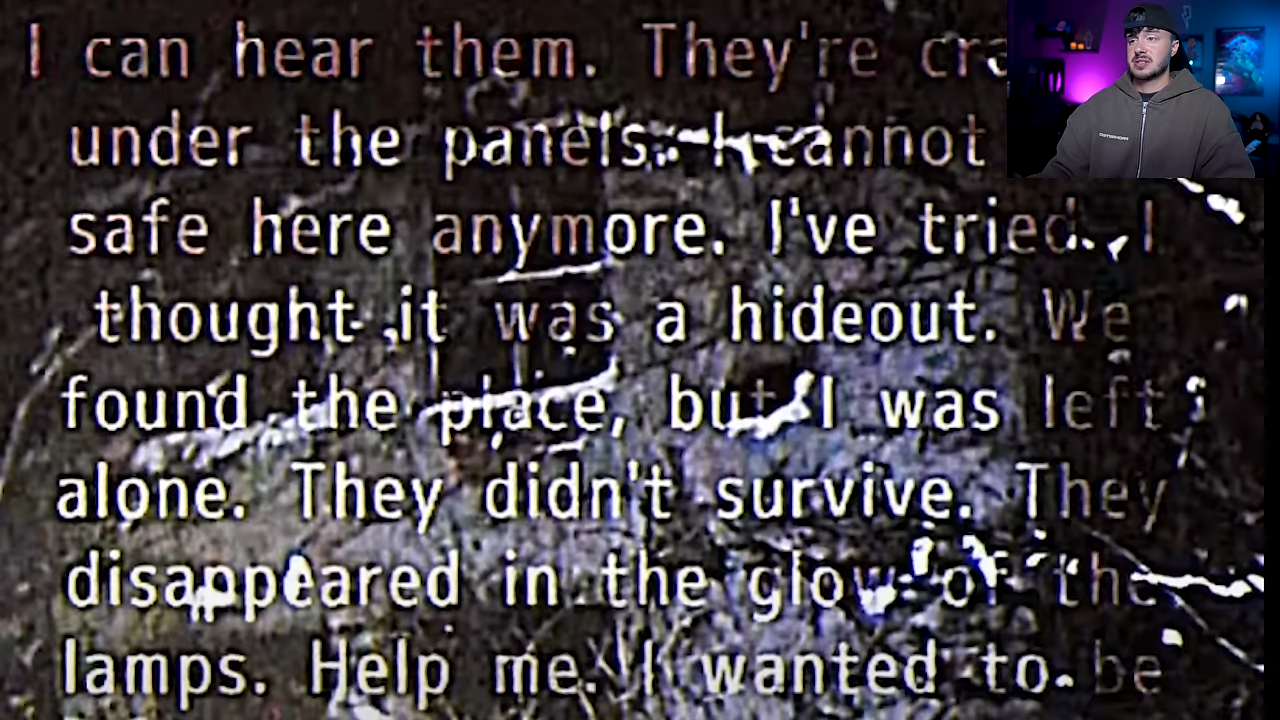 I can hear them. They're cra
under the panels. I cannot
safe here anymore. I've tried. I
thought it was a hideout. We
found the place, but I was left
alone. They didn't survive. They
disappeared in the glow of the
lamps. Help me. I wanted to be